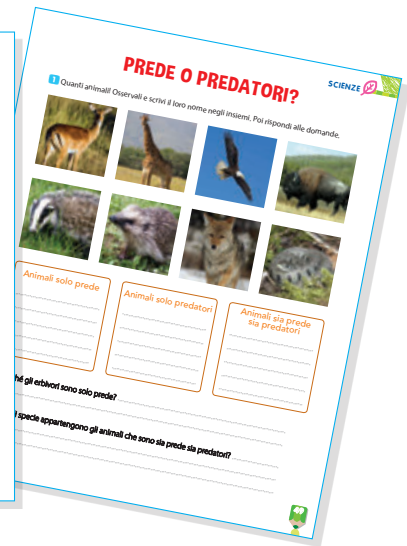 SCIENZE
PREDE O PREDATORI?
1 Quanti animali! Osservali e scrivi il loro nome negli insiemi. Poi rispondi alle domande.
Animali solo prede
Animali solo predatori
Animali sia prede
sia predatori
hé gli erbivori sono solo prede?
specie appartengono gli animali che sono sia prede sia predatori?